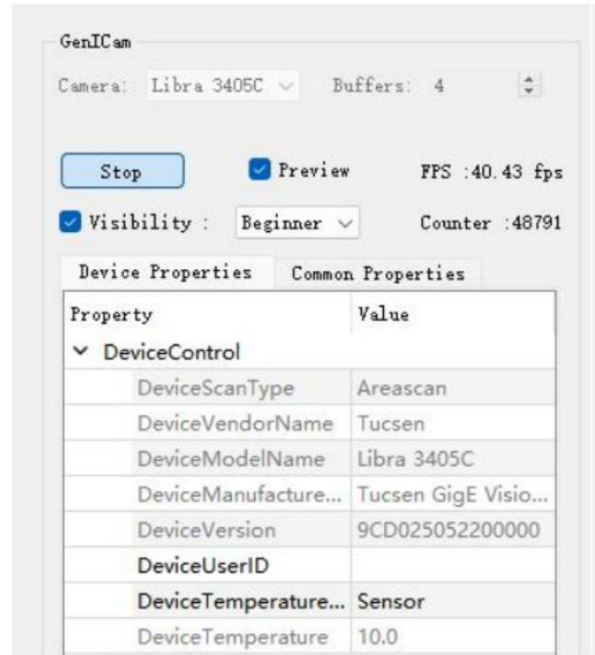 GenICam
Camera: Libra 3405C Buffers: 4
Stop Preview FPS :40.43 fps
Visibility : Beginner Counter :48791
Device Properties Common Properties
Property Value
DeviceControl
DeviceScanType Areascan
DeviceVendorName Tucsen
DeviceModelName Libra 3405C
DeviceManufacture... Tucsen GigE Visio...
DeviceVersion 9CD025052200000
DeviceUserID
DeviceTemperature... Sensor
DeviceTemperature 10.0